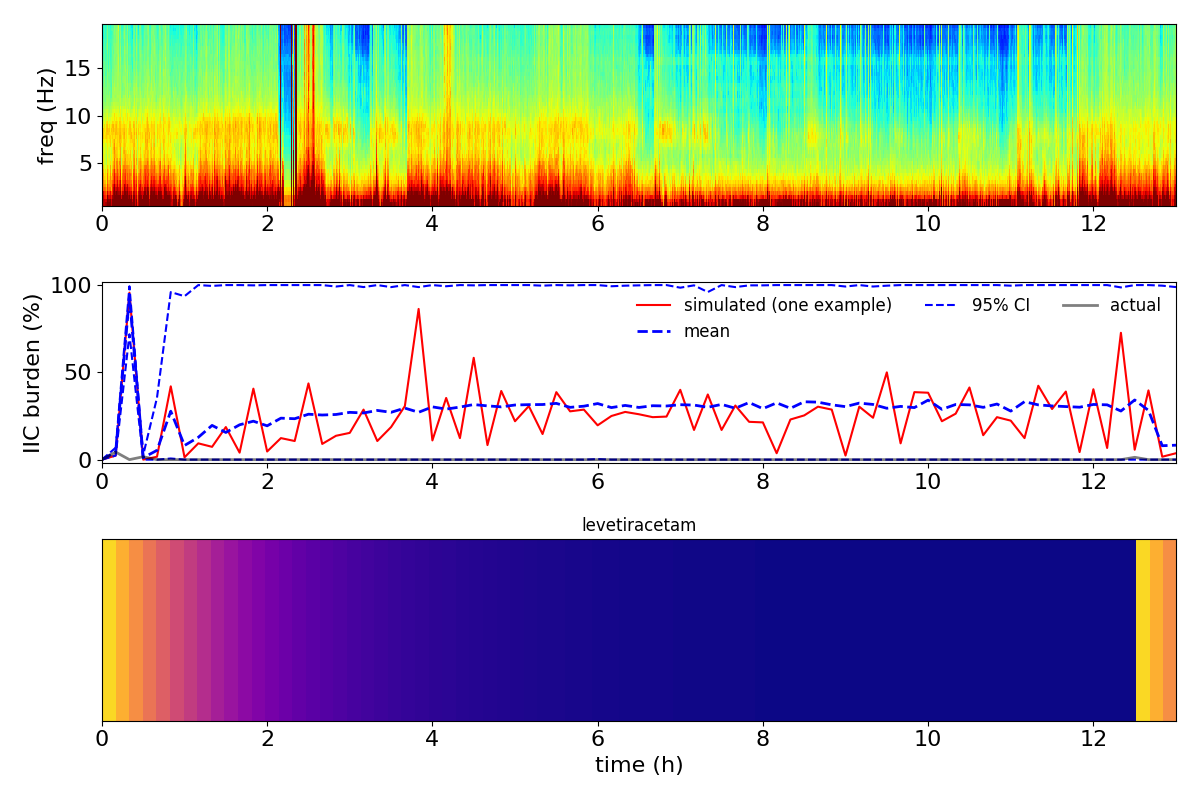 freq (Hz)
15
10
5
0 2 4 6 8 10 12
IIC burden (%)
100
50
0
simulated (one example) 95% CI actual
mean
0 2 4 6 8 10 12
levetiracetam
0 2 4 6 8 10 12
time (h)